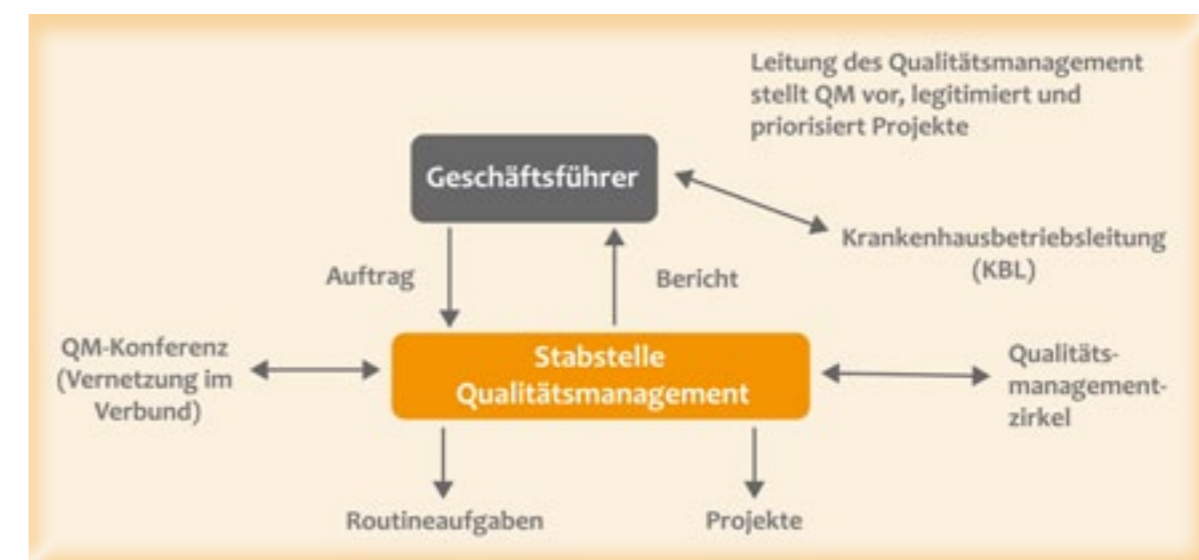 Leitung des Qualitätsmanagement
stellt QM vor, legitimiert und
priorisiert Projekte
Geschäftsführer
Krankenhausbetriebsleitung
(KBL)
Auftrag
Bericht
QM-Konferenz
(Vernetzung im
Verbund)
Stabstelle
Qualitätsmanagement
Qualitäts-
management-
zirkel
Routineaufgaben
Projekte